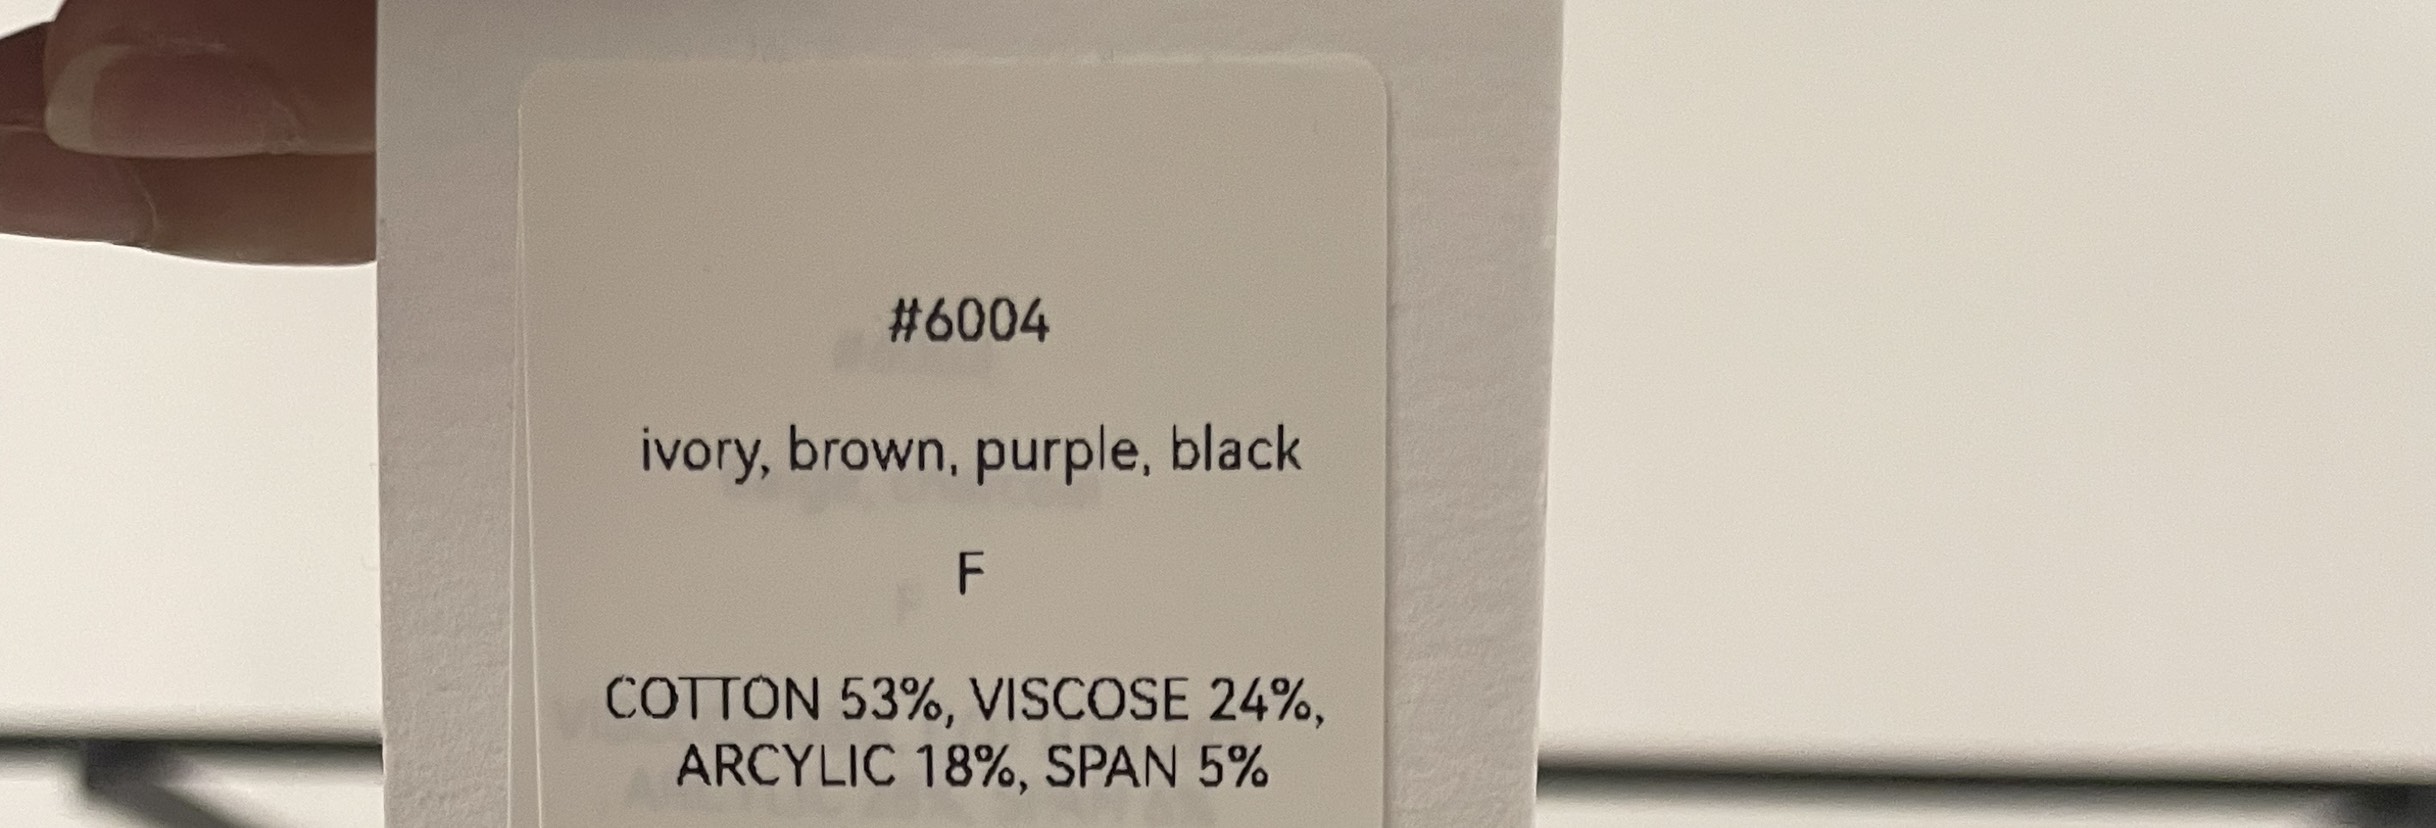 #6004
ivory, brown, purple, black
F
COTTON 53%, VISCOSE 24%,
ARCYLIC 18%, SPAN 5%